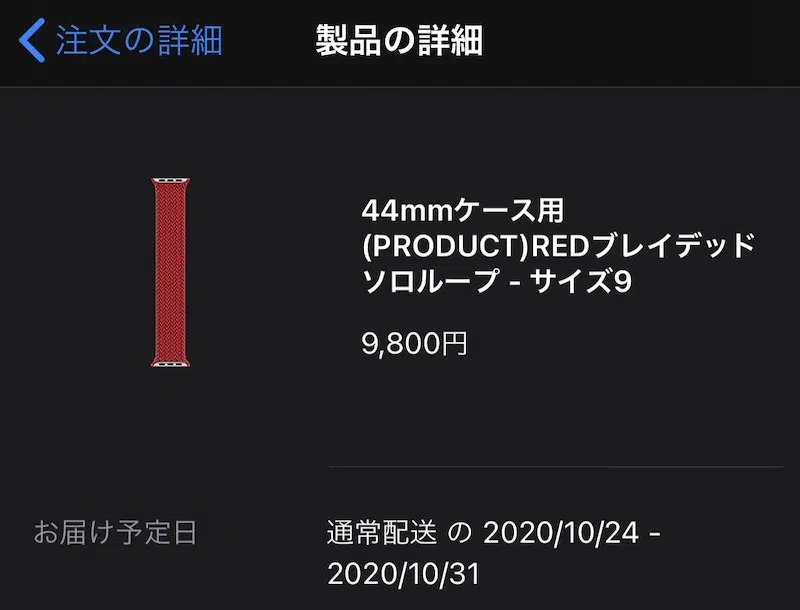 注文の詳細
製品の詳細
44mmケース用
(PRODUCT)REDブレイデッド
ソロループ - サイズ9
9,800円
お届け予定日
通常配送 の 2020/10/24 -
2020/10/31